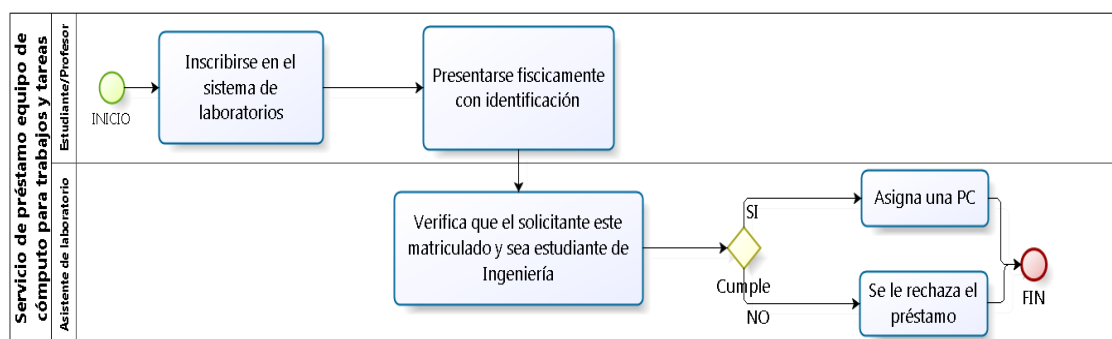 Servicio de préstamo equipo de
cómputo para trabajos y tareas
Estudiante/Profesor
INICIO
Inscribirse en el
sistema de
laboratorios
Presentarse fiscicamente
con identificación
Asistente de laboratorio
Verifica que el solicitante este
matriculado y sea estudiante de
Ingeniería
Cumple
SI
Asigna una PC
NO
Se le rechaza el
préstamo
FIN